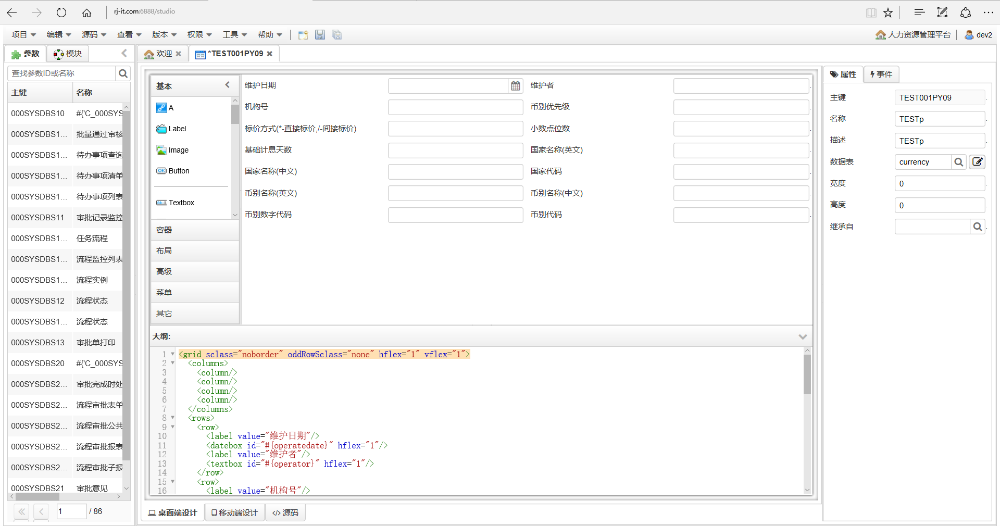 rj-it.com:6888/studio
项目 编辑 源码 查看 版本 权限 工具 帮助 人力资源管理平台 dev2
参数 模块 欢迎 *TEST001PY09
查找参数ID或名称
主键 名称
000SYSDBS10 #{'C_000SYS
000SYSDBS1... 批量通过审核
000SYSDBS1... 待办事项查询
000SYSDBS1... 待办事项清单
000SYSDBS1... 待办事项列表
000SYSDBS11 审批记录监控
000SYSDBS1... 任务流程
000SYSDBS1... 流程监控列表
000SYSDBS1... 流程实例
000SYSDBS12 流程状态
000SYSDBS1... 流程状态
000SYSDBS13 审批单打印
000SYSDBS20 #{'C_000SYS
000SYSDBS2... 审批完成时处
000SYSDBS2... 流程审批表单
000SYSDBS2... 流程审批公共
000SYSDBS2... 流程审批报表
000SYSDBS2... 流程审批子报
000SYSDBS21 审批意见
1 / 86
基本
A
Label
Image
Button
Textbox
容器
布局
高级
菜单
其它
维护日期 维护者
机构号 币别优先级
标价方式(*-直接标价,/-间接标价) 小数点位数
基础计息天数 国家名称(英文)
国家名称(中文) 国家代码
币别名称(英文) 币别名称(中文)
币别数字代码 币别代码
大纲:
1 <grid sclass="noborder" oddRowSclass="none" hflex="1" vflex="1">
2 <columns>
3 <column/>
4 <column/>
5 <column/>
6 <column/>
7 </columns>
8 <rows>
9 <row>
10 <label value="维护日期"/>
11 <datebox id="#{operatedate}" hflex="1"/>
12 <label value="维护者"/>
13 <textbox id="#{operator}" hflex="1"/>
14 </row>
15 <row>
16 <label value="机构号"/>
桌面端设计 移动端设计 </> 源码
属性 事件
主键 TEST001PY09
名称 TESTp
描述 TESTp
数据表 currency
宽度 0
高度 0
继承自